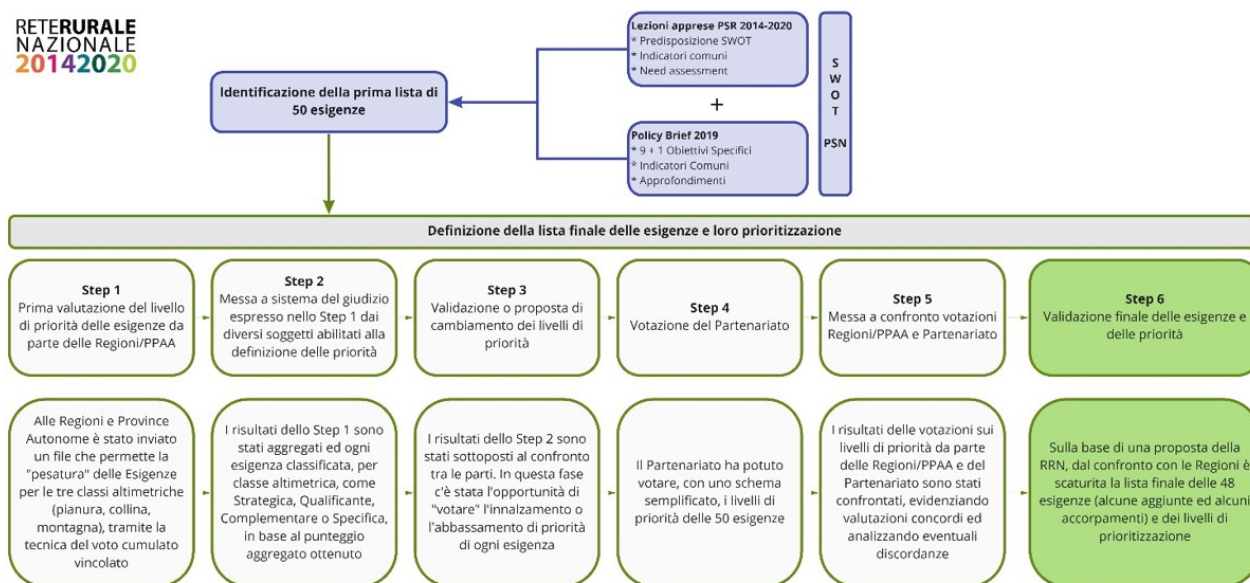 RETERURALE
NAZIONALE
20142020
Identificazione della prima lista di
50 esigenze
Lezioni apprese PSR 2014-2020
* Predisposizione SWOT
* Indicatori comuni
* Need assessment
+
Policy Brief 2019
* 9 + 1 Obiettivi Specifici
* Indicatori Comuni
* Approfondimenti
S
W
O
T
PSN
Definizione della lista finale delle esigenze e loro prioritizzazione
Step 1
Prima valutazione del livello
di priorità delle esigenze da
parte delle Regioni/PPAA
Step 2
Messa a sistema del giudizio
espresso nello Step 1 dai
diversi soggetti abilitati alla
definizione delle priorità
Step 3
Validazione o proposta di
cambiamento dei livelli di
priorità
Step 4
Votazione del Partenariato
Step 5
Messa a confronto votazioni
Regioni/PPAA e Partenariato
Step 6
Validazione finale delle esigenze e
delle priorità
Alle Regioni e Province
Autonome è stato inviato
un file che permette la
"pesatura" delle Esigenze
per le tre classi altimetriche
(pianura, collina,
montagna), tramite la
tecnica del voto cumulato
vincolato
I risultati dello Step 1 sono
stati aggregati ed ogni
esigenza classificata, per
classe altimetrica, come
Strategica, Qualificante,
Complementare o Specifica,
in base al punteggio
aggregato ottenuto
I risultati dello Step 2 sono
stati sottoposti al confronto
tra le parti. In questa fase
c'è stata l'opportunità di
"votare" l'innalzamento o
l'abbassamento di priorità
di ogni esigenza
Il Partenariato ha potuto
votare, con uno schema
semplificato, i livelli di
priorità delle 50 esigenze
I risultati delle votazioni sui
livelli di priorità da parte
delle Regioni/PPAA e del
Partenariato sono stati
confrontati, evidenziando
valutazioni concordi ed
analizzando eventuali
discordanze
Sulla base di una proposta della
RRN, dal confronto con le Regioni è
scaturita la lista finale delle 48
esigenze (alcune aggiunte ed alcuni
accorpamenti) e dei livelli di
prioritizzazione